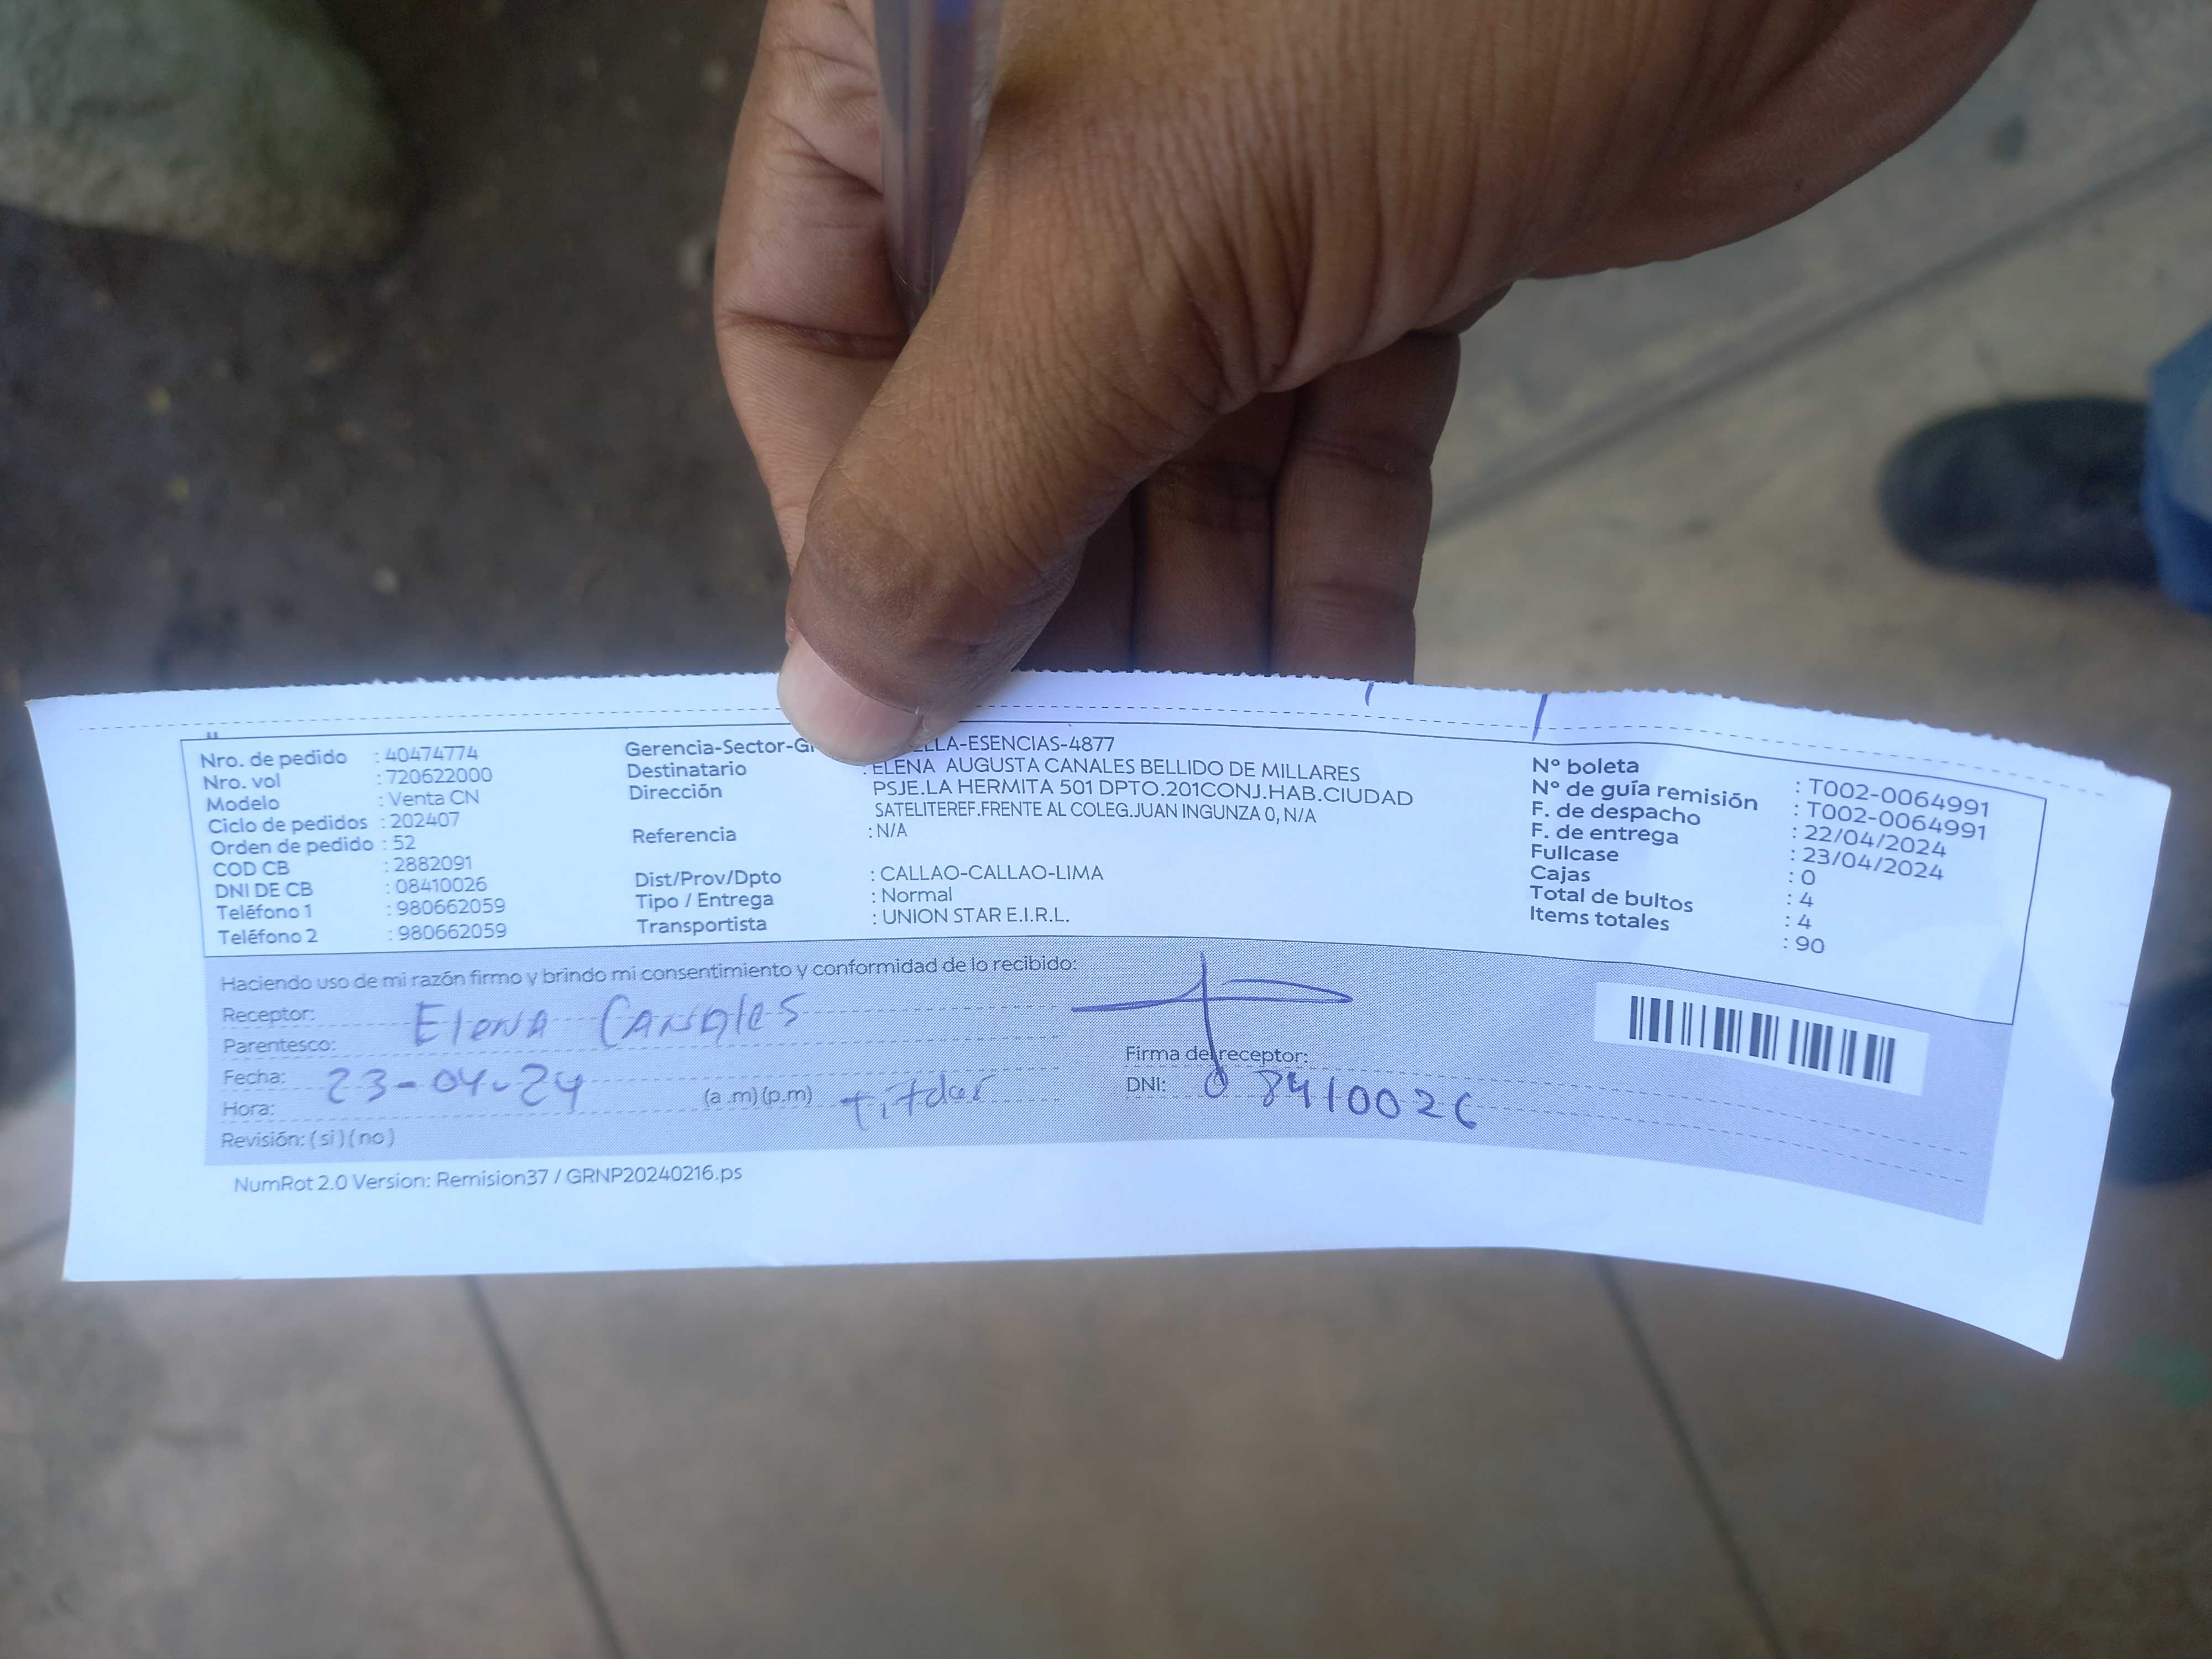 Nro. de pedido : 40474774
Nro. vol : 720622000
Modelo : Venta CN
Ciclo de pedidos : 202407
Orden de pedido : 52
COD CB : 2882091
DNI DE CB : 08410026
Teléfono 1 : 980662059
Teléfono 2 : 980662059
Gerencia-Sector-G ELLA-ESENCIAS-4877
Destinatario : ELENA AUGUSTA CANALES BELLIDO DE MILLARES
Dirección PSJE.LA HERMITA 501 DPTO.201CONJ.HAB.CIUDAD
SATELITEREF.FRENTE AL COLEG.JUAN INGUNZA 0, N/A
Referencia : N/A
Dist/Prov/Dpto : CALLAO-CALLAO-LIMA
Tipo / Entrega : Normal
Transportista : UNION STAR E.I.R.L.
N° boleta : T002-0064991
N° de guía remisión : T002-0064991
F. de despacho : 22/04/2024
F. de entrega : 23/04/2024
Fullcase : 0
Cajas : 4
Total de bultos : 4
Items totales : 90
Haciendo uso de mi razón firmo y brindo mi consentimiento y conformidad de lo recibido:
Receptor: Elena Canales
Parentesco:
Fecha: 23-04-24
Hora: (a .m) (p.m) titular
Revisión: ( si ) ( no )
Firma del receptor:
DNI: 08410026
NumRot 2.0 Version: Remision37 / GRNP20240216.ps